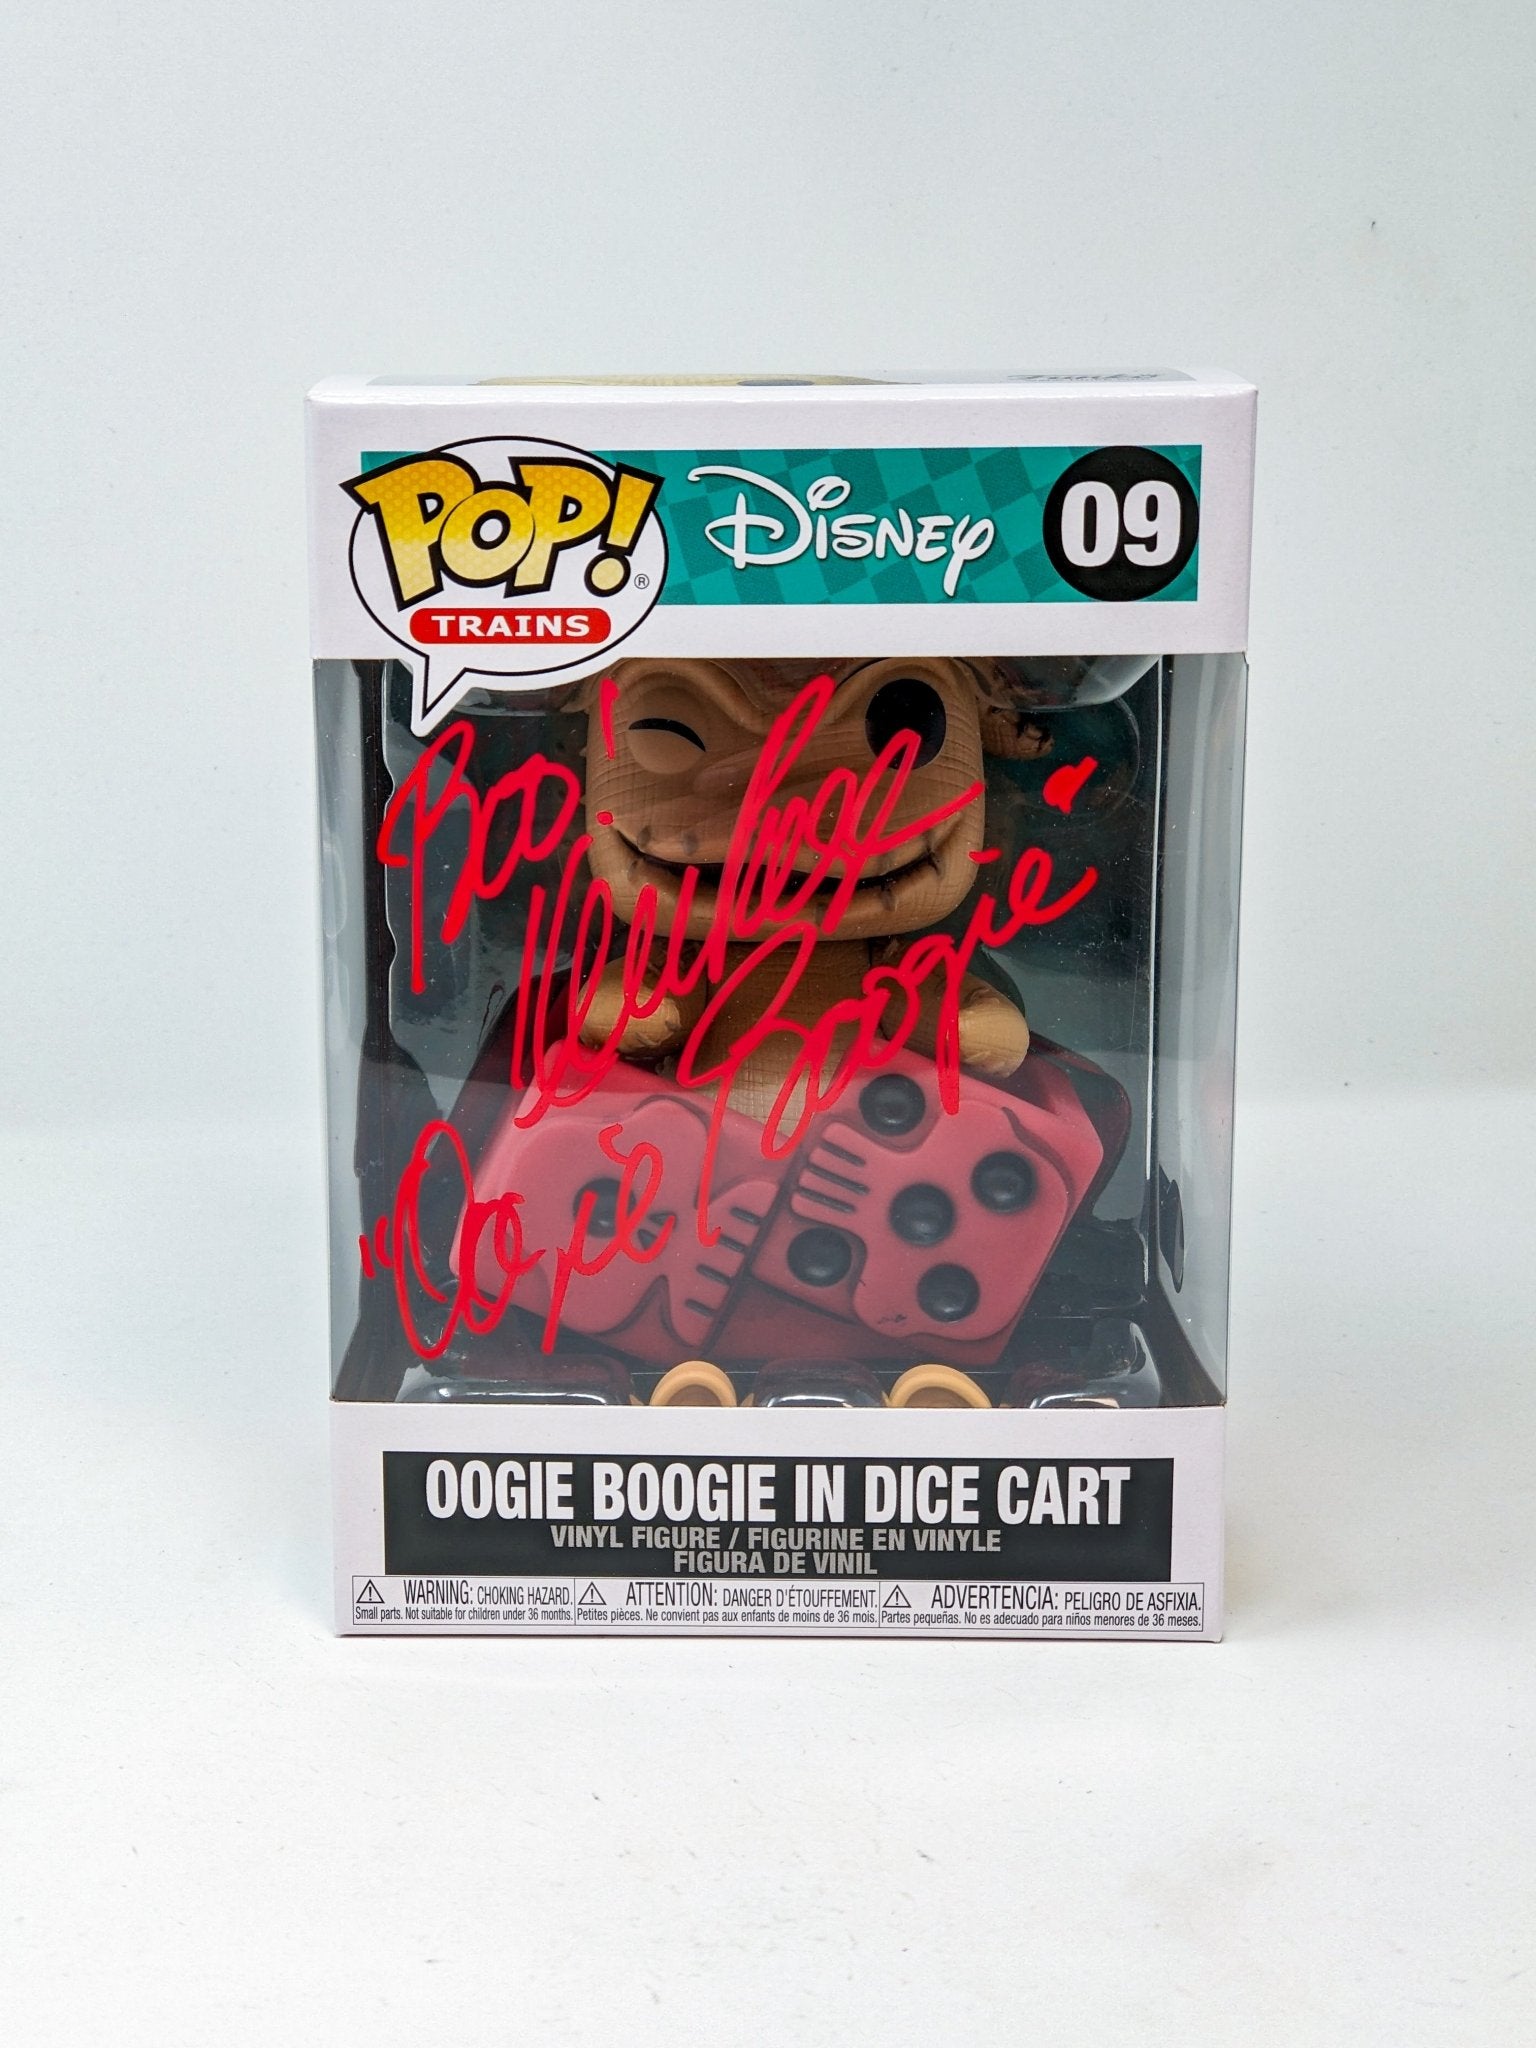 POP!®
TRAINS
Disney
09
Boo!
Ken Page
"Oogie Boogie"
OOGIE BOOGIE IN DICE CART
VINYL FIGURE / FIGURINE EN VINYLE
FIGURA DE VINIL
⚠ WARNING: CHOKING HAZARD.
Small parts. Not suitable for children under 36 months.
⚠ ATTENTION: DANGER D'ÉTOUFFEMENT.
Petites pièces. Ne convient pas aux enfants de moins de 36 mois.
⚠ ADVERTENCIA: PELIGRO DE ASFIXIA.
Partes pequeñas. No es adecuado para niños menores de 36 meses.